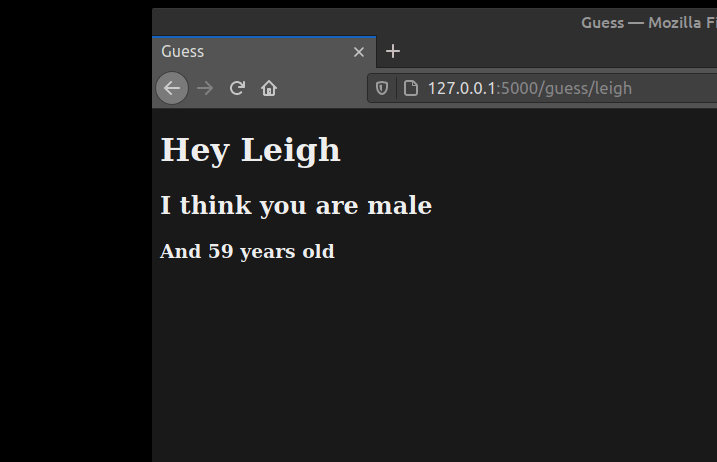 Guess — Mozilla Fi
Guess
127.0.0.1:5000/guess/leigh
Hey Leigh
I think you are male
And 59 years old